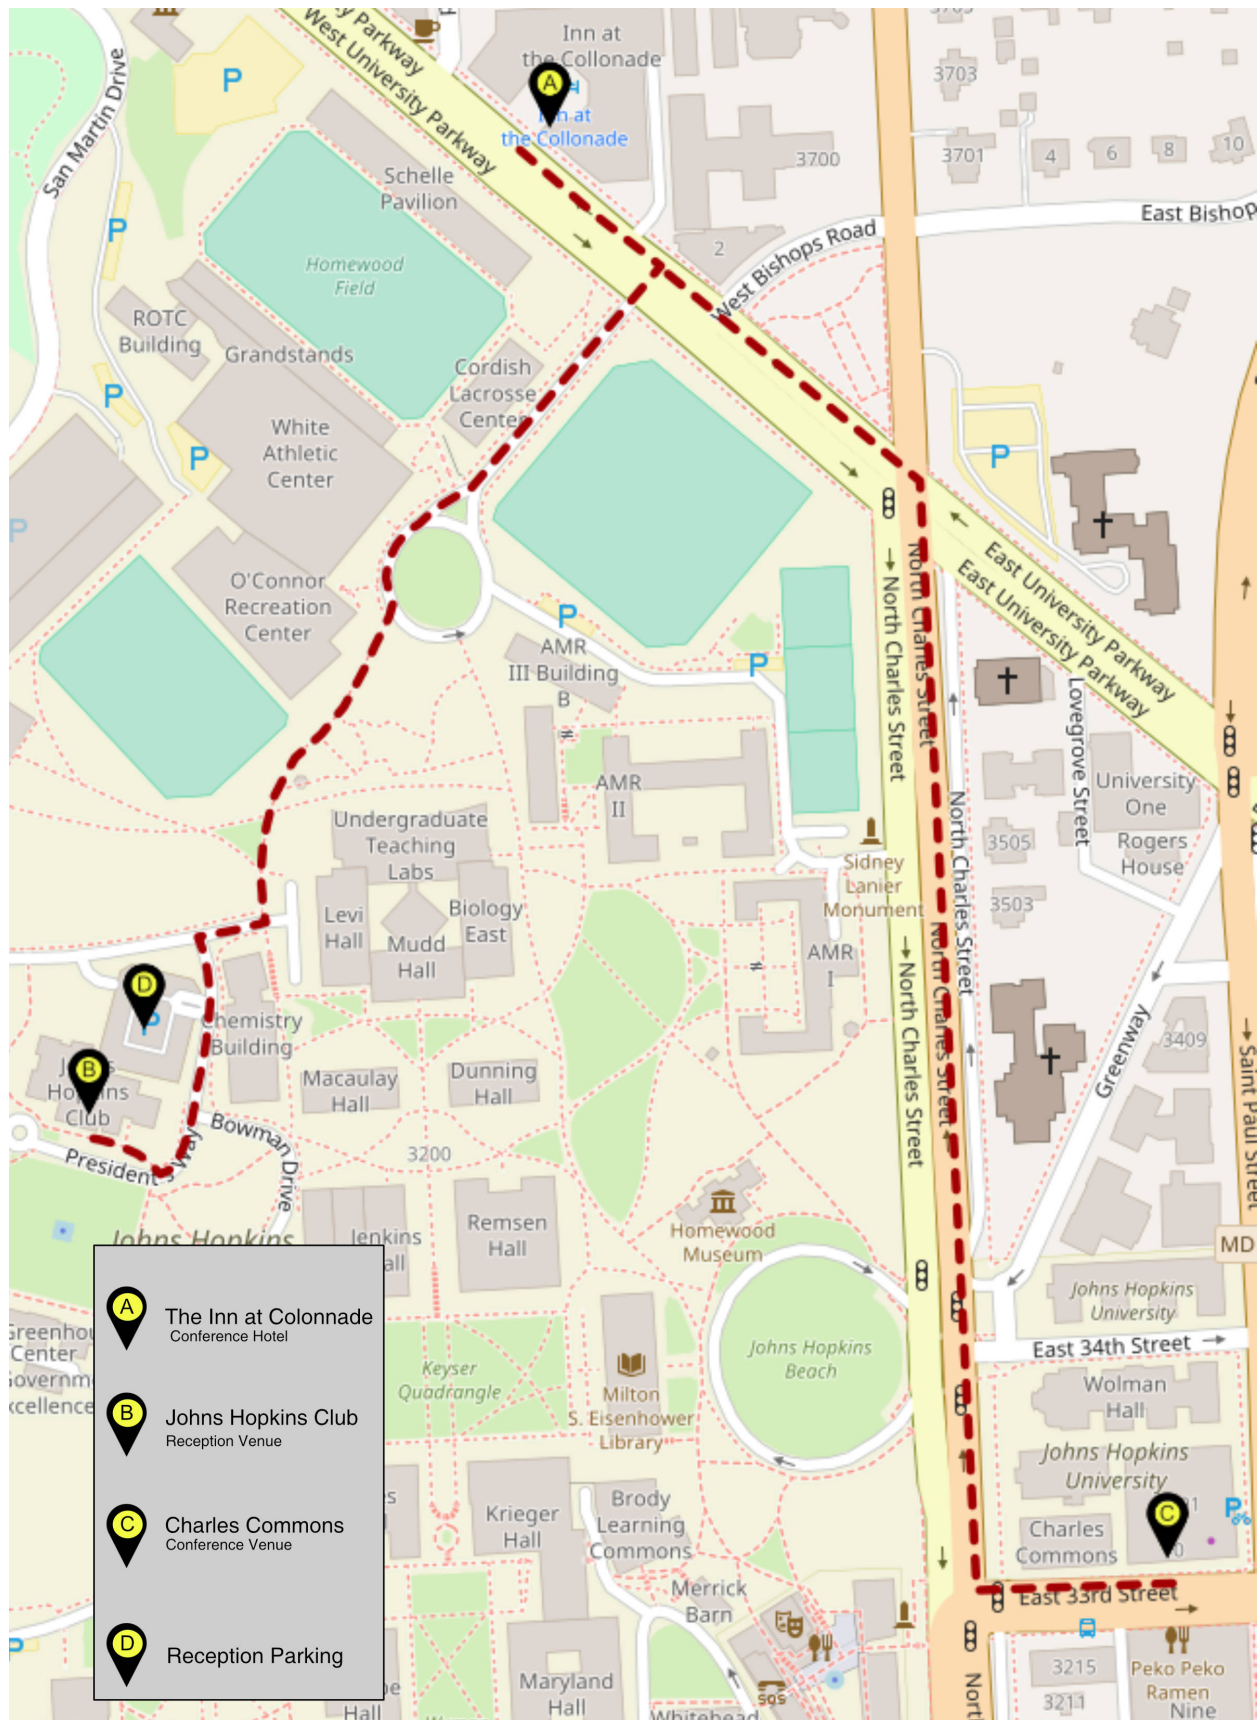 West University Parkway
San Martin Drive
P
Inn at
the Collonade
A
the Collonade
3703
3701
3700
4
6
8
10
2
West Bishops Road
Schelle
Pavilion
Homewood
Field
P
ROTC
Building
Grandstands
Cordish
Lacrosse
Center
P
White
Athletic
Center
P
P
P
O'Connor
Recreation
Center
P
AMR
III Building
B
P
AMR
II
North Charles Street
North Charles Street
North Charles Street
East University Parkway
East University Parkway
Lovegrove Street
University
One
Rogers
House
3505
3503
Undergraduate
Teaching
Labs
Levi
Hall
Mudd
Hall
Biology
East
Sidney
Lanier
Monument
AMR
I
North Charles Street
North Charles Street
Greenway
3409
Saint Paul Street
D
P
B
Hopkins
Club
Chemistry
Building
Macaulay
Hall
Dunning
Hall
President's Way
Bowman Drive
3200
Remsen
Hall
Homewood
Museum
MD
Johns Hopkins
Johns Hopkins
University
East 34th Street
Johns Hopkins
Beach
Keyser
Quadrangle
Milton
S. Eisenhower
Library
Wolman
Hall
Johns Hopkins
University
Charles
Commons
C
P
Krieger
Hall
Brody
Learning
Commons
Merrick
Barn
East 33rd Street
SOS
Maryland
Hall
Whitehead
Hall
3215
3211
Peko Peko
Ramen
Nine
P
Center
A
The Inn at Colonnade
Conference Hotel
B
Johns Hopkins Club
Reception Venue
C
Charles Commons
Conference Venue
D
Reception Parking